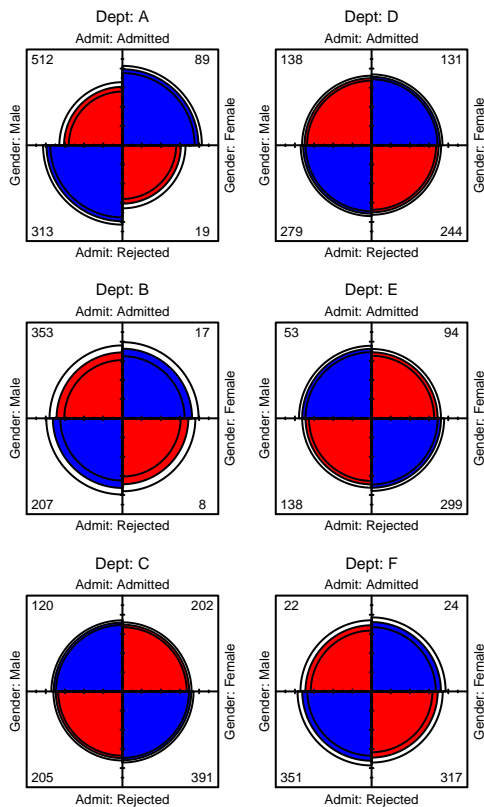 Dept: A
Admit: Admitted
512 89
Gender: Male
Gender: Female
313 19
Admit: Rejected
Dept: D
Admit: Admitted
138 131
Gender: Male
Gender: Female
279 244
Admit: Rejected
Dept: B
Admit: Admitted
353 17
Gender: Male
Gender: Female
207 8
Admit: Rejected
Dept: E
Admit: Admitted
53 94
Gender: Male
Gender: Female
138 299
Admit: Rejected
Dept: C
Admit: Admitted
120 202
Gender: Male
Gender: Female
205 391
Admit: Rejected
Dept: F
Admit: Admitted
22 24
Gender: Male
Gender: Female
351 317
Admit: Rejected